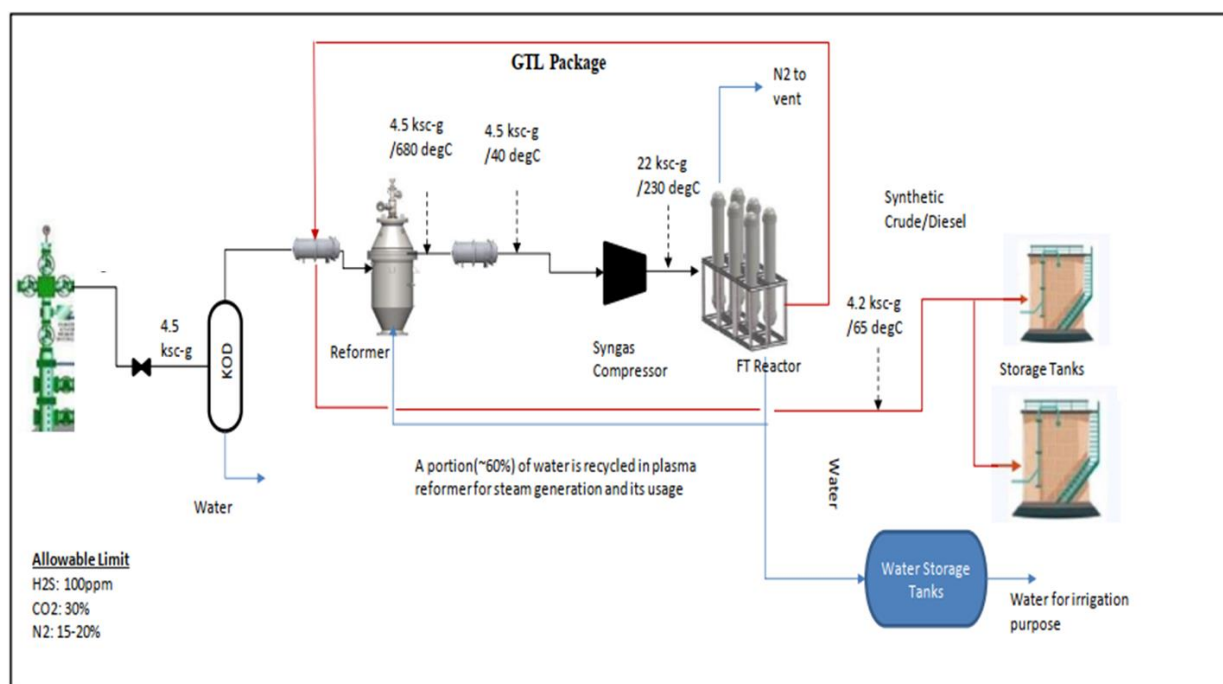 GTL Package
N2 to
vent
4.5 ksc-g
/680 degC
4.5 ksc-g
/40 degC
22 ksc-g
/230 degC
Synthetic
Crude/Diesel
4.5
ksc-g
KOD
Reformer
Syngas
Compressor
FT Reactor
4.2 ksc-g
/65 degC
Storage Tanks
Water
A portion(~60%) of water is recycled in plasma
reformer for steam generation and its usage
Water
Allowable Limit
H2S: 100ppm
CO2: 30%
N2: 15-20%
Water Storage
Tanks
Water for irrigation
purpose